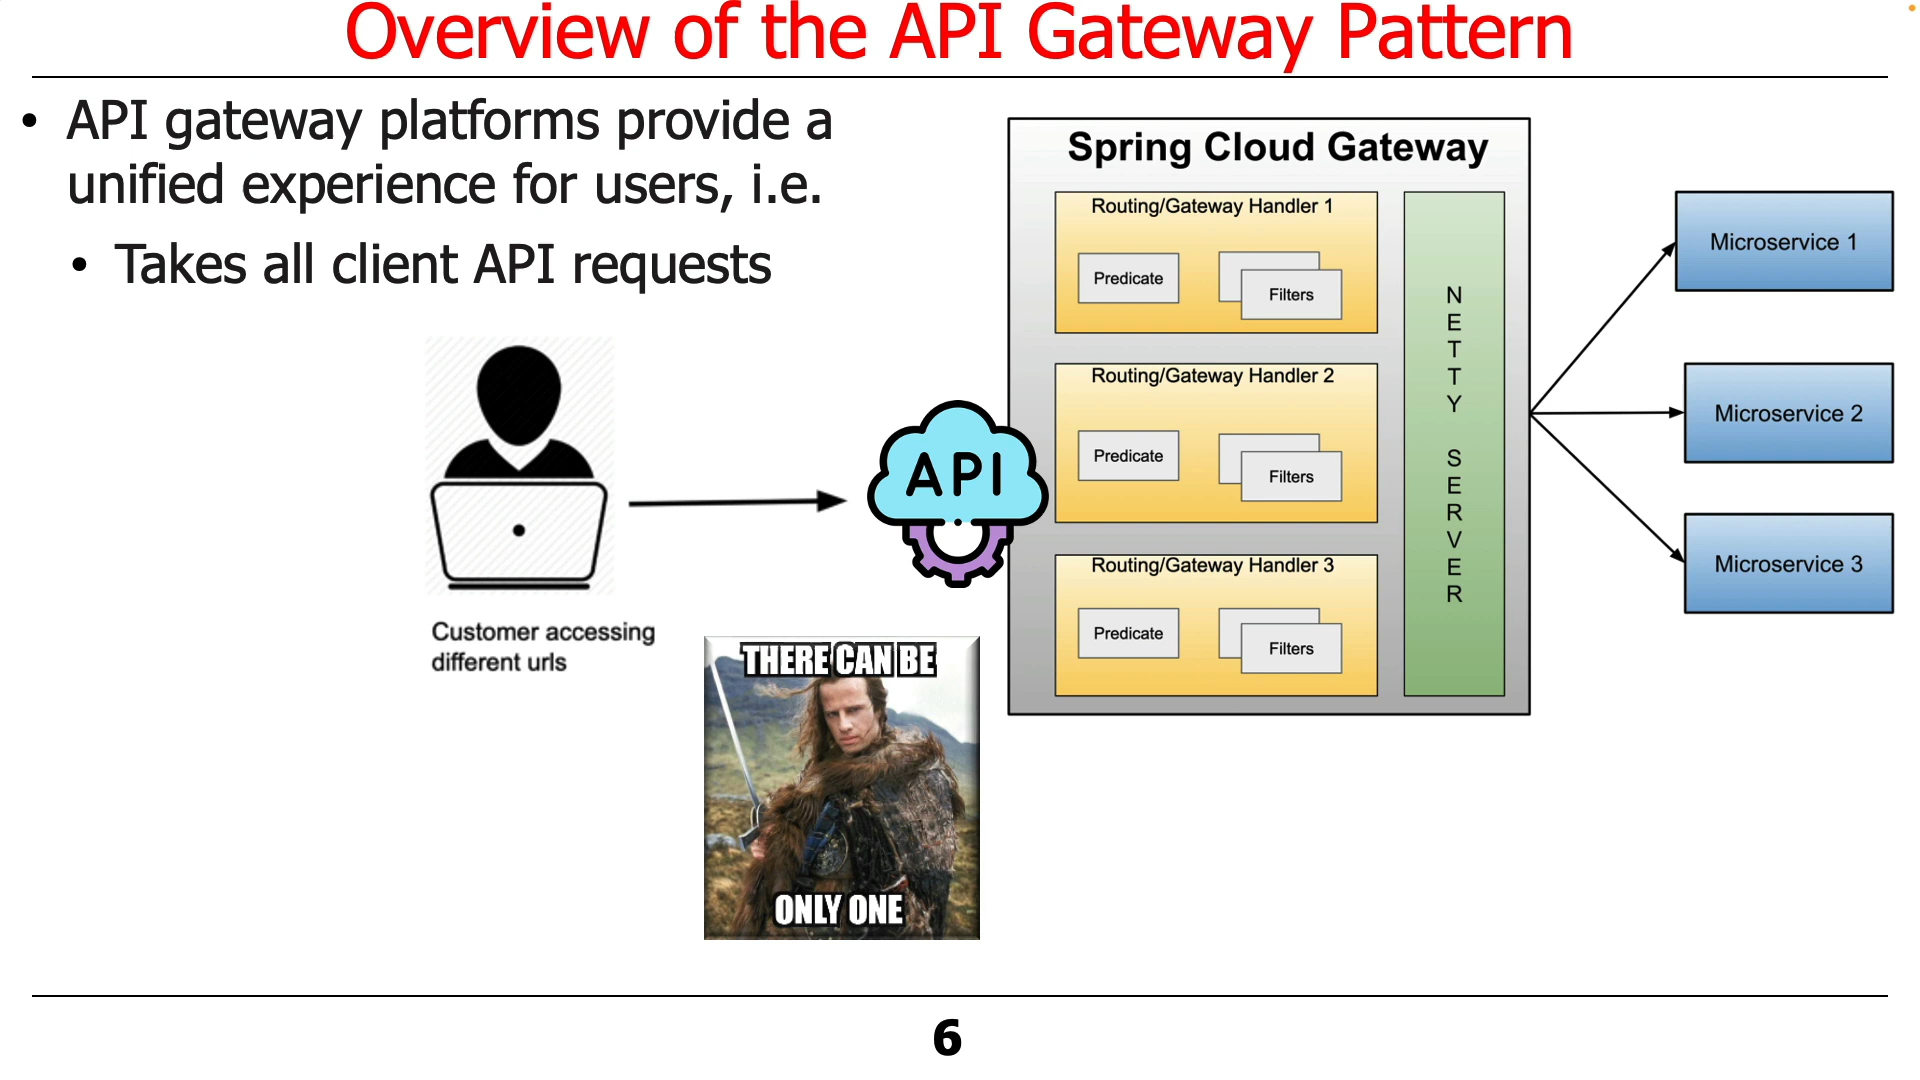 Overview of the API Gateway Pattern
• API gateway platforms provide a
unified experience for users, i.e.
• Takes all client API requests
Customer accessing
different urls
API
THERE CAN BE
ONLY ONE
Spring Cloud Gateway
Routing/Gateway Handler 1
Predicate
Filters
Routing/Gateway Handler 2
Predicate
Filters
Routing/Gateway Handler 3
Predicate
Filters
NETTY SERVER
Microservice 1
Microservice 2
Microservice 3
6